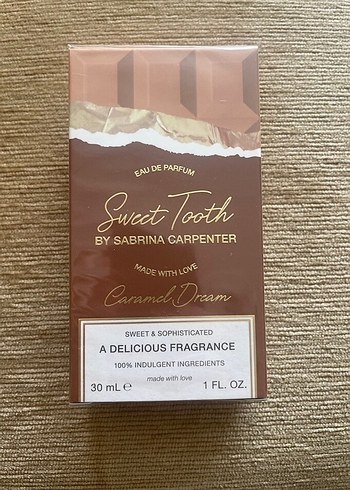 EAU DE PARFUM
Sweet Tooth
BY SABRINA CARPENTER
MADE WITH LOVE
Caramel Dream
SWEET & SOPHISTICATED
A DELICIOUS FRAGRANCE
100% INDULGENT INGREDIENTS
made with love
30 mL ℮ 1 FL. OZ.